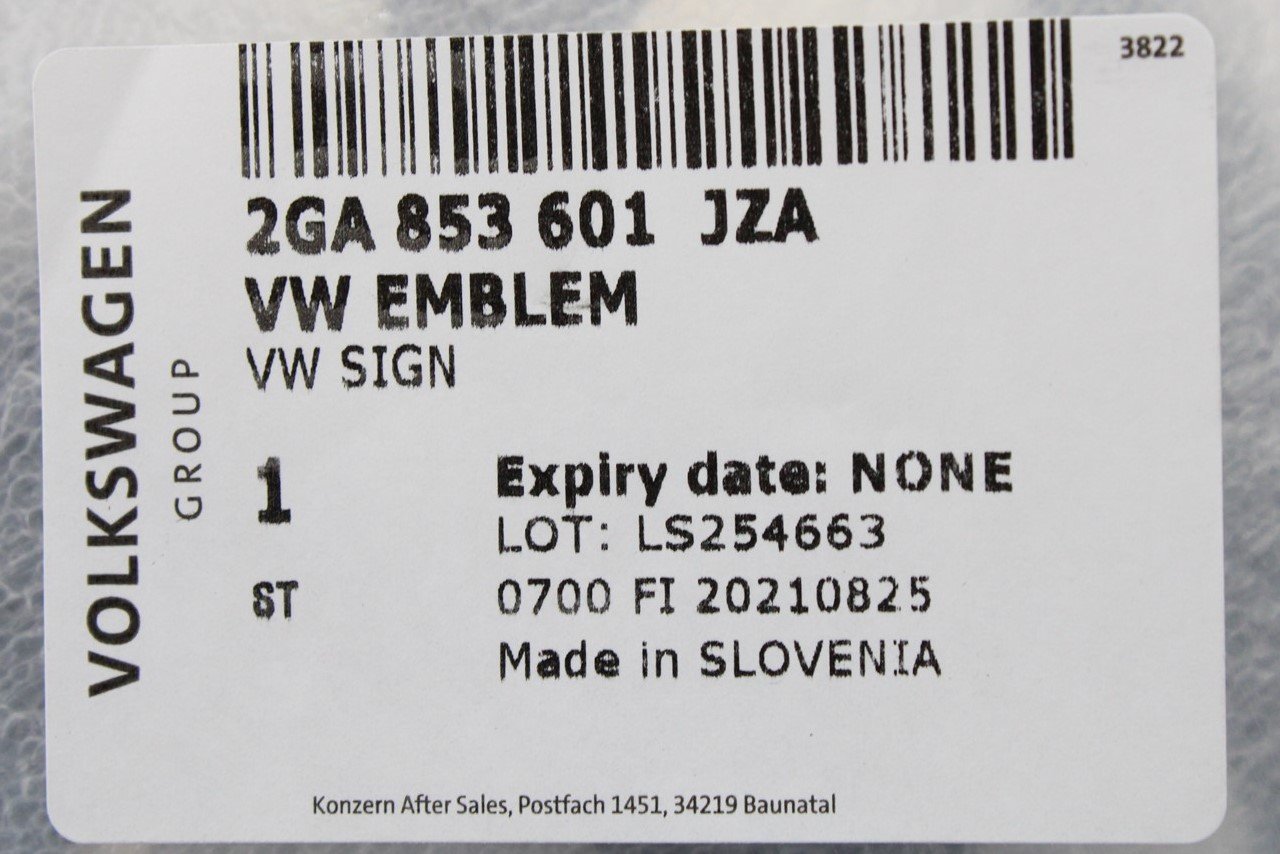 3822
2GA 853 601 JZA
VW EMBLEM
VW SIGN
VOLKSWAGEN
GROUP
1
Expiry date: NONE
LOT: LS254663
ST
0700 FI 20210825
Made in SLOVENIA
Konzern After Sales, Postfach 1451, 34219 Baunatal